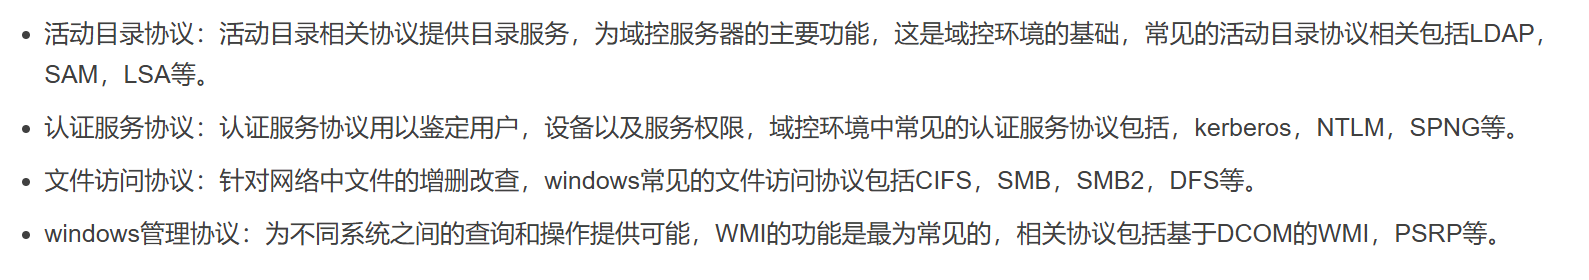 活动目录协议：活动目录相关协议提供目录服务，为域控服务器的主要功能，这是域控环境的基础，常见的活动目录协议相关包括LDAP，
SAM，LSA等。
认证服务协议：认证服务协议用以鉴定用户，设备以及服务权限，域控环境中常见的认证服务协议包括，kerberos，NTLM，SPNG等。
文件访问协议：针对网络中文件的增删改查，windows常见的文件访问协议包括CIFS，SMB，SMB2，DFS等。
windows管理协议：为不同系统之间的查询和操作提供可能，WMI的功能是最为常见的，相关协议包括基于DCOM的WMI，PSRP等。